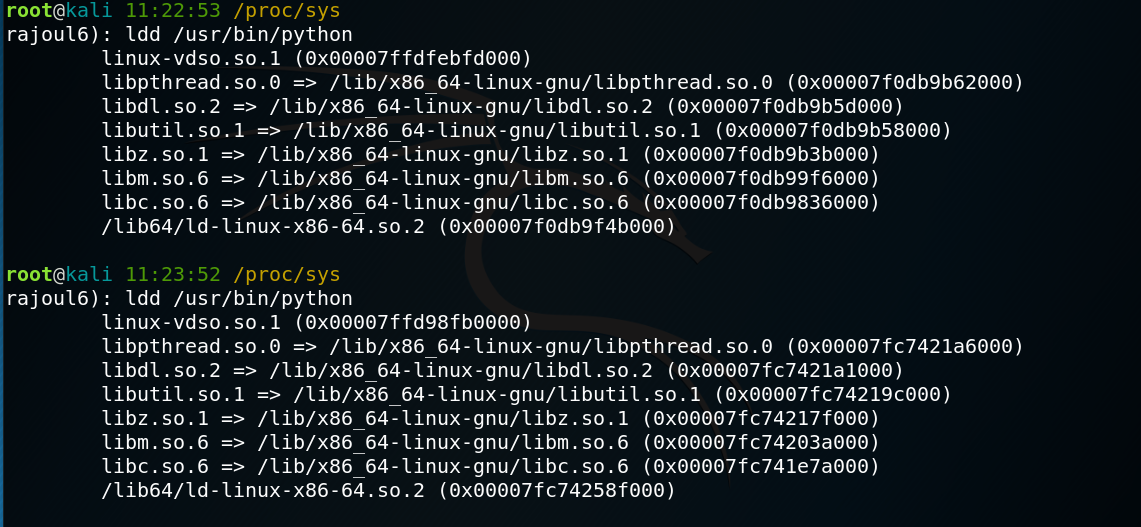 root@kali 11:22:53 /proc/sys
rajoul6): ldd /usr/bin/python
linux-vdso.so.1 (0x00007ffdfebfd000)
libpthread.so.0 => /lib/x86_64-linux-gnu/libpthread.so.0 (0x00007f0db9b62000)
libdl.so.2 => /lib/x86_64-linux-gnu/libdl.so.2 (0x00007f0db9b5d000)
libutil.so.1 => /lib/x86_64-linux-gnu/libutil.so.1 (0x00007f0db9b58000)
libz.so.1 => /lib/x86_64-linux-gnu/libz.so.1 (0x00007f0db9b3b000)
libm.so.6 => /lib/x86_64-linux-gnu/libm.so.6 (0x00007f0db99f6000)
libc.so.6 => /lib/x86_64-linux-gnu/libc.so.6 (0x00007f0db9836000)
/lib64/ld-linux-x86-64.so.2 (0x00007f0db9f4b000)
root@kali 11:23:52 /proc/sys
rajoul6): ldd /usr/bin/python
linux-vdso.so.1 (0x00007ffd98fb0000)
libpthread.so.0 => /lib/x86_64-linux-gnu/libpthread.so.0 (0x00007fc7421a6000)
libdl.so.2 => /lib/x86_64-linux-gnu/libdl.so.2 (0x00007fc7421a1000)
libutil.so.1 => /lib/x86_64-linux-gnu/libutil.so.1 (0x00007fc74219c000)
libz.so.1 => /lib/x86_64-linux-gnu/libz.so.1 (0x00007fc74217f000)
libm.so.6 => /lib/x86_64-linux-gnu/libm.so.6 (0x00007fc74203a000)
libc.so.6 => /lib/x86_64-linux-gnu/libc.so.6 (0x00007fc741e7a000)
/lib64/ld-linux-x86-64.so.2 (0x00007fc74258f000)